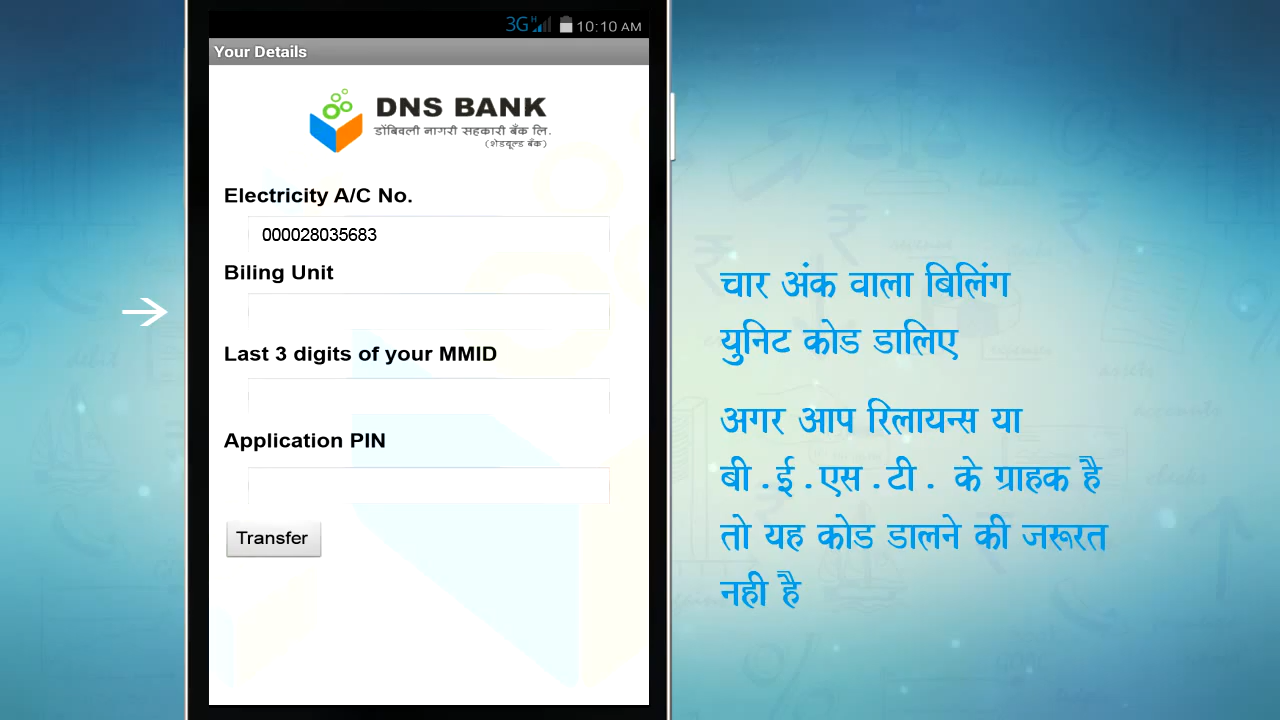 3G H 10:10 AM
Your Details
DNS BANK
डोंबिवली नागरी सहकारी बँक लि.
(शेडयूल्ड बँक)
Electricity A/C No.
000028035683
Biling Unit
Last 3 digits of your MMID
Application PIN
Transfer
चार अंक वाला बिलिंग
युनिट कोड डालिए
अगर आप रिलायन्स या
बी.ई.एस.टी. के ग्राहक है
तो यह कोड डालने की जरूरत
नही है